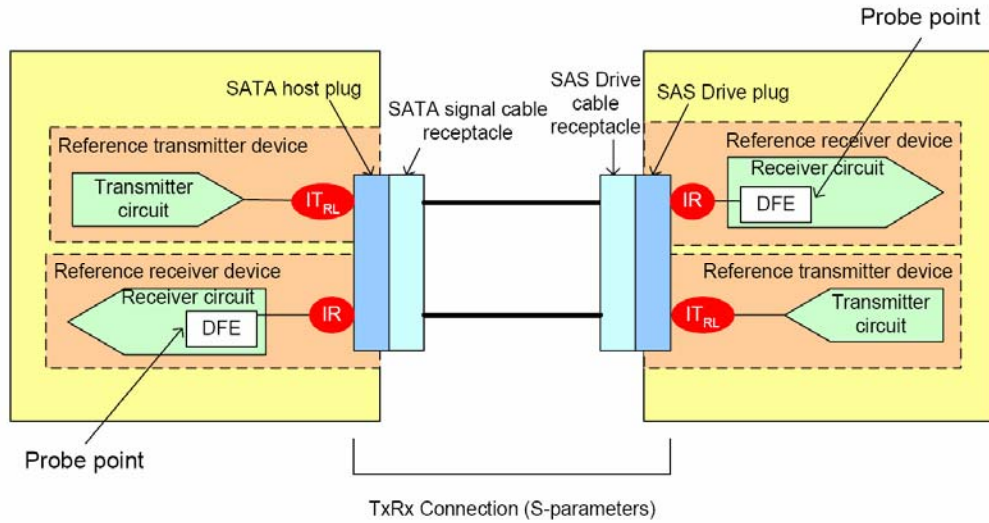 Probe point
SATA host plug
SATA signal cable
receptacle
SAS Drive
cable
receptacle
SAS Drive plug
Reference transmitter device
Transmitter
circuit
ITRL
Reference receiver device
Receiver circuit
DFE
IR
Reference receiver device
Receiver circuit
DFE
IR
Reference transmitter device
Transmitter
circuit
ITRL
Probe point
TxRx Connection (S-parameters)